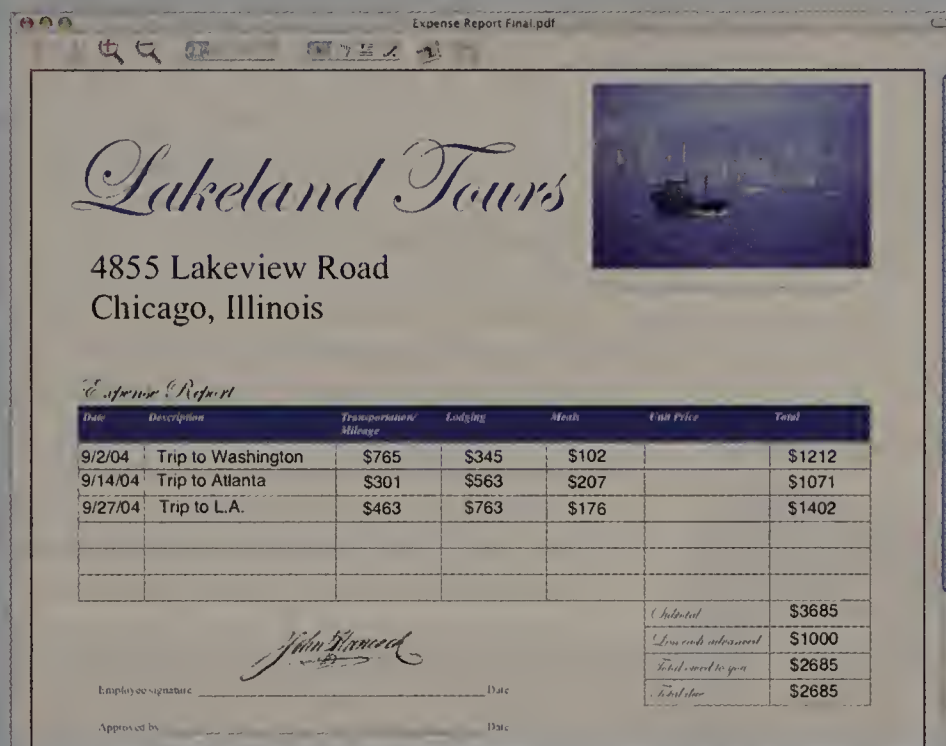 Expense Report Final.pdf
Lakeland Tours
4855 Lakeview Road
Chicago, Illinois
Expense Report
Date Description Transportation/ Lodging Meals Unit Price Total
Mileage
9/2/04 Trip to Washington $765 $345 $102 $1212
9/14/04 Trip to Atlanta $301 $563 $207 $1071
9/27/04 Trip to L.A. $463 $763 $176 $1402
Subtotal $3685
Less cash advanced $1000
Total owed to you $2685
Total due $2685
John Hancock
Employee signature Date
Approved by Date